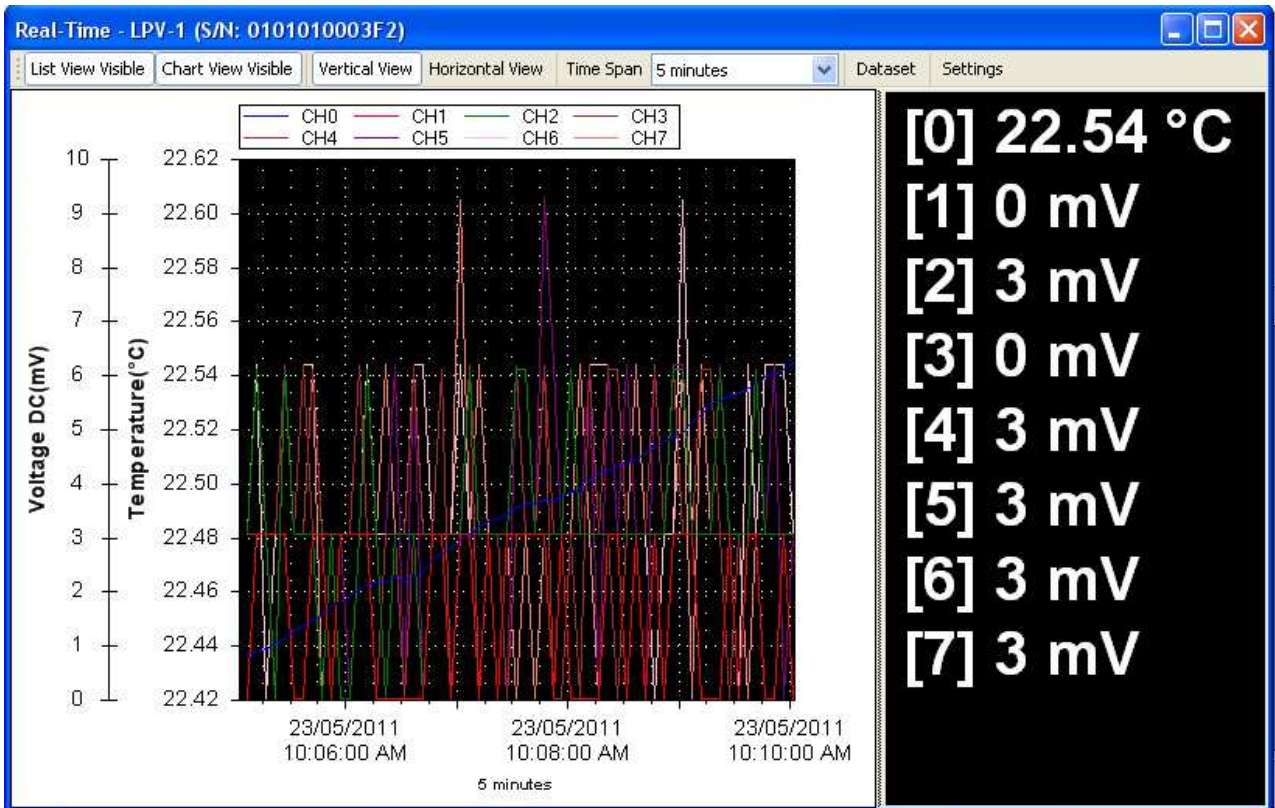 Real-Time - LPV-1 (S/N: 0101010003F2)
List View Visible Chart View Visible Vertical View Horizontal View Time Span 5 minutes Dataset Settings
CH0 CH1 CH2 CH3
CH4 CH5 CH6 CH7
Voltage DC(mV)
10
9
8
7
6
5
4
3
2
1
0
Temperature(°C)
22.62
22.60
22.58
22.56
22.54
22.52
22.50
22.48
22.46
22.44
22.42
23/05/2011 23/05/2011 23/05/2011
10:06:00 AM 10:08:00 AM 10:10:00 AM
5 minutes
[0] 22.54 °C
[1] 0 mV
[2] 3 mV
[3] 0 mV
[4] 3 mV
[5] 3 mV
[6] 3 mV
[7] 3 mV